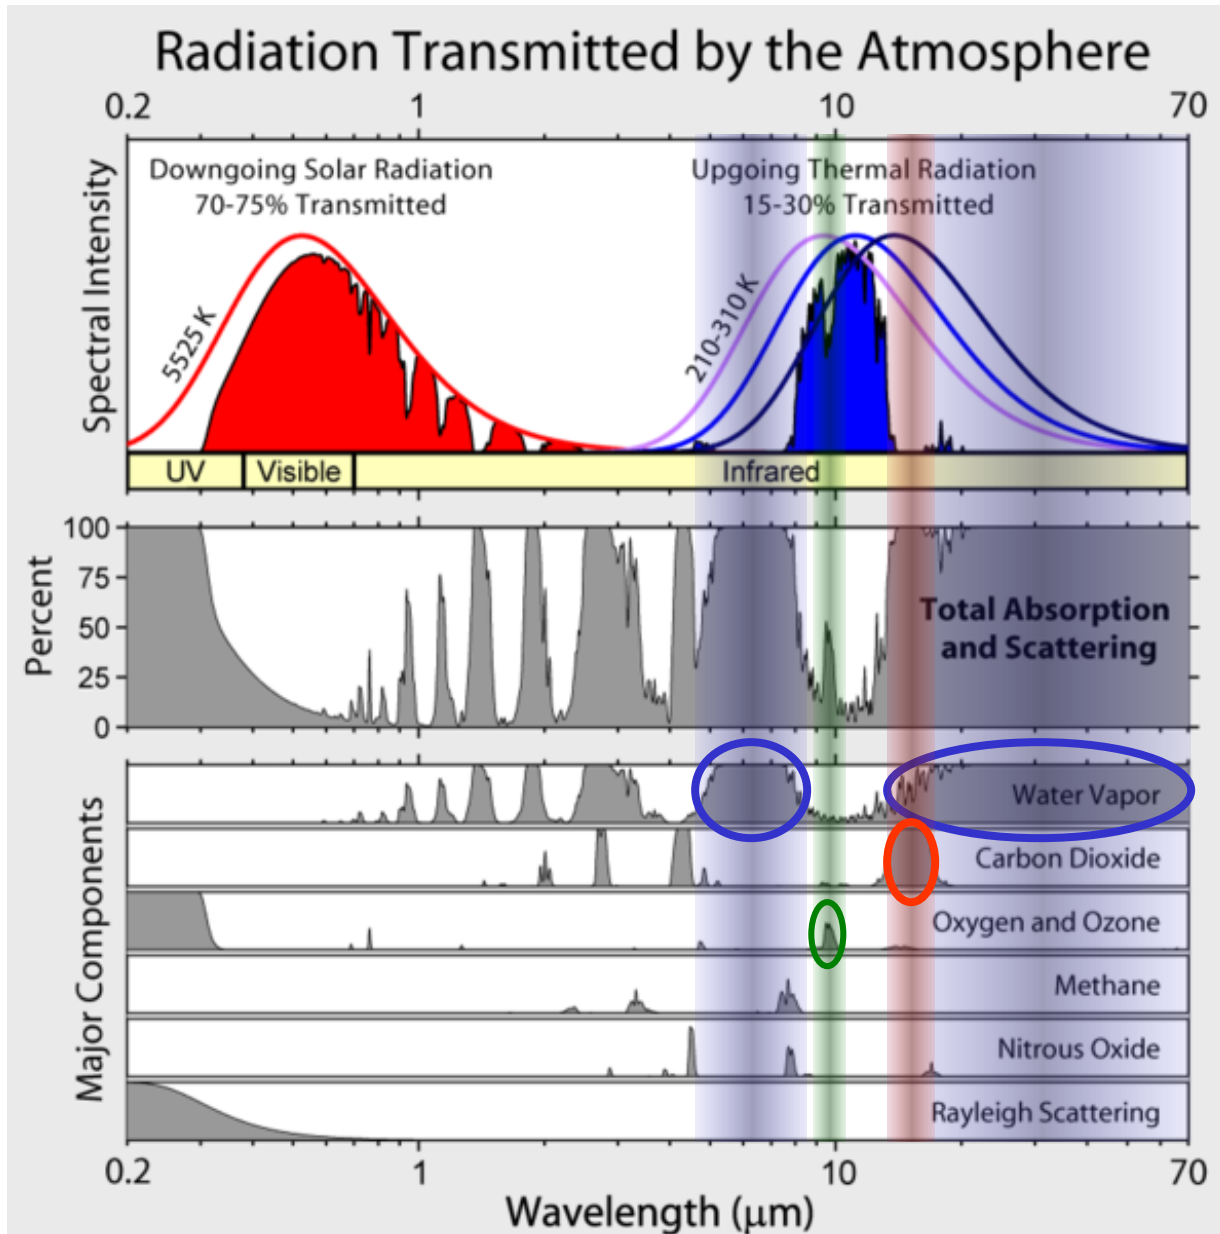 Radiation Transmitted by the Atmosphere
0.2 1 10 70
Spectral Intensity
Downgoing Solar Radiation
70-75% Transmitted
Upgoing Thermal Radiation
15-30% Transmitted
5525 K
210-310 K
UV Visible Infrared
Percent
100
75
50
25
0
Total Absorption
and Scattering
Major Components
Water Vapor
Carbon Dioxide
Oxygen and Ozone
Methane
Nitrous Oxide
Rayleigh Scattering
0.2 1 10 70
Wavelength (μm)